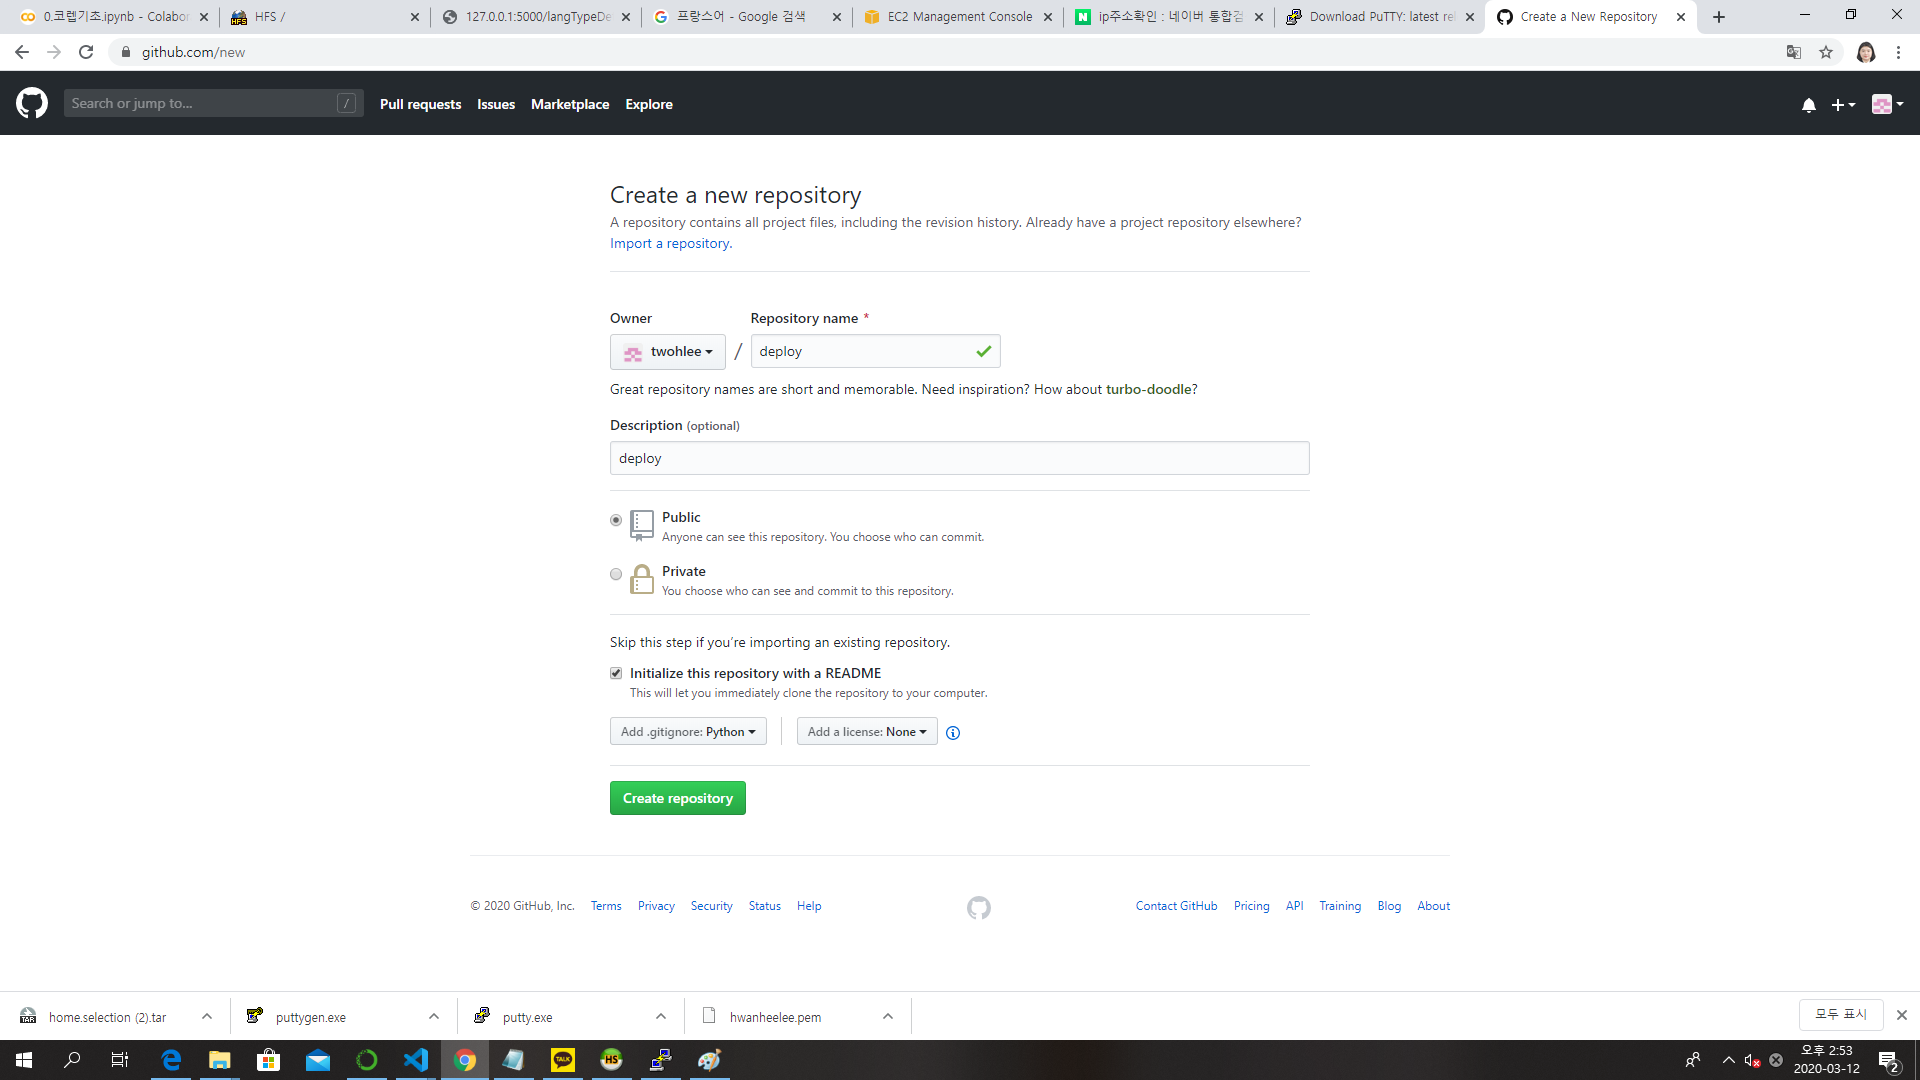 0.코렙기초.ipynb - Colabor
HFS /
127.0.0.1:5000/langTypeDe
프랑스어 - Google 검색
EC2 Management Console
ip주소확인 : 네이버 통합검
Download PuTTY: latest rel
Create a New Repository
github.com/new
Search or jump to...
/
Pull requests
Issues
Marketplace
Explore
Create a new repository
A repository contains all project files, including the revision history. Already have a project repository elsewhere?
Import a repository.
Owner
Repository name *
twohlee
/
deploy
Great repository names are short and memorable. Need inspiration? How about turbo-doodle?
Description (optional)
deploy
Public
Anyone can see this repository. You choose who can commit.
Private
You choose who can see and commit to this repository.
Skip this step if you’re importing an existing repository.
Initialize this repository with a README
This will let you immediately clone the repository to your computer.
Add .gitignore: Python
Add a license: None
Create repository
© 2020 GitHub, Inc.
Terms
Privacy
Security
Status
Help
Contact GitHub
Pricing
API
Training
Blog
About
TAR
home.selection (2).tar
puttygen.exe
putty.exe
hwanheelee.pem
모두 표시
TALK
HS
오후 2:53
2020-03-12
2